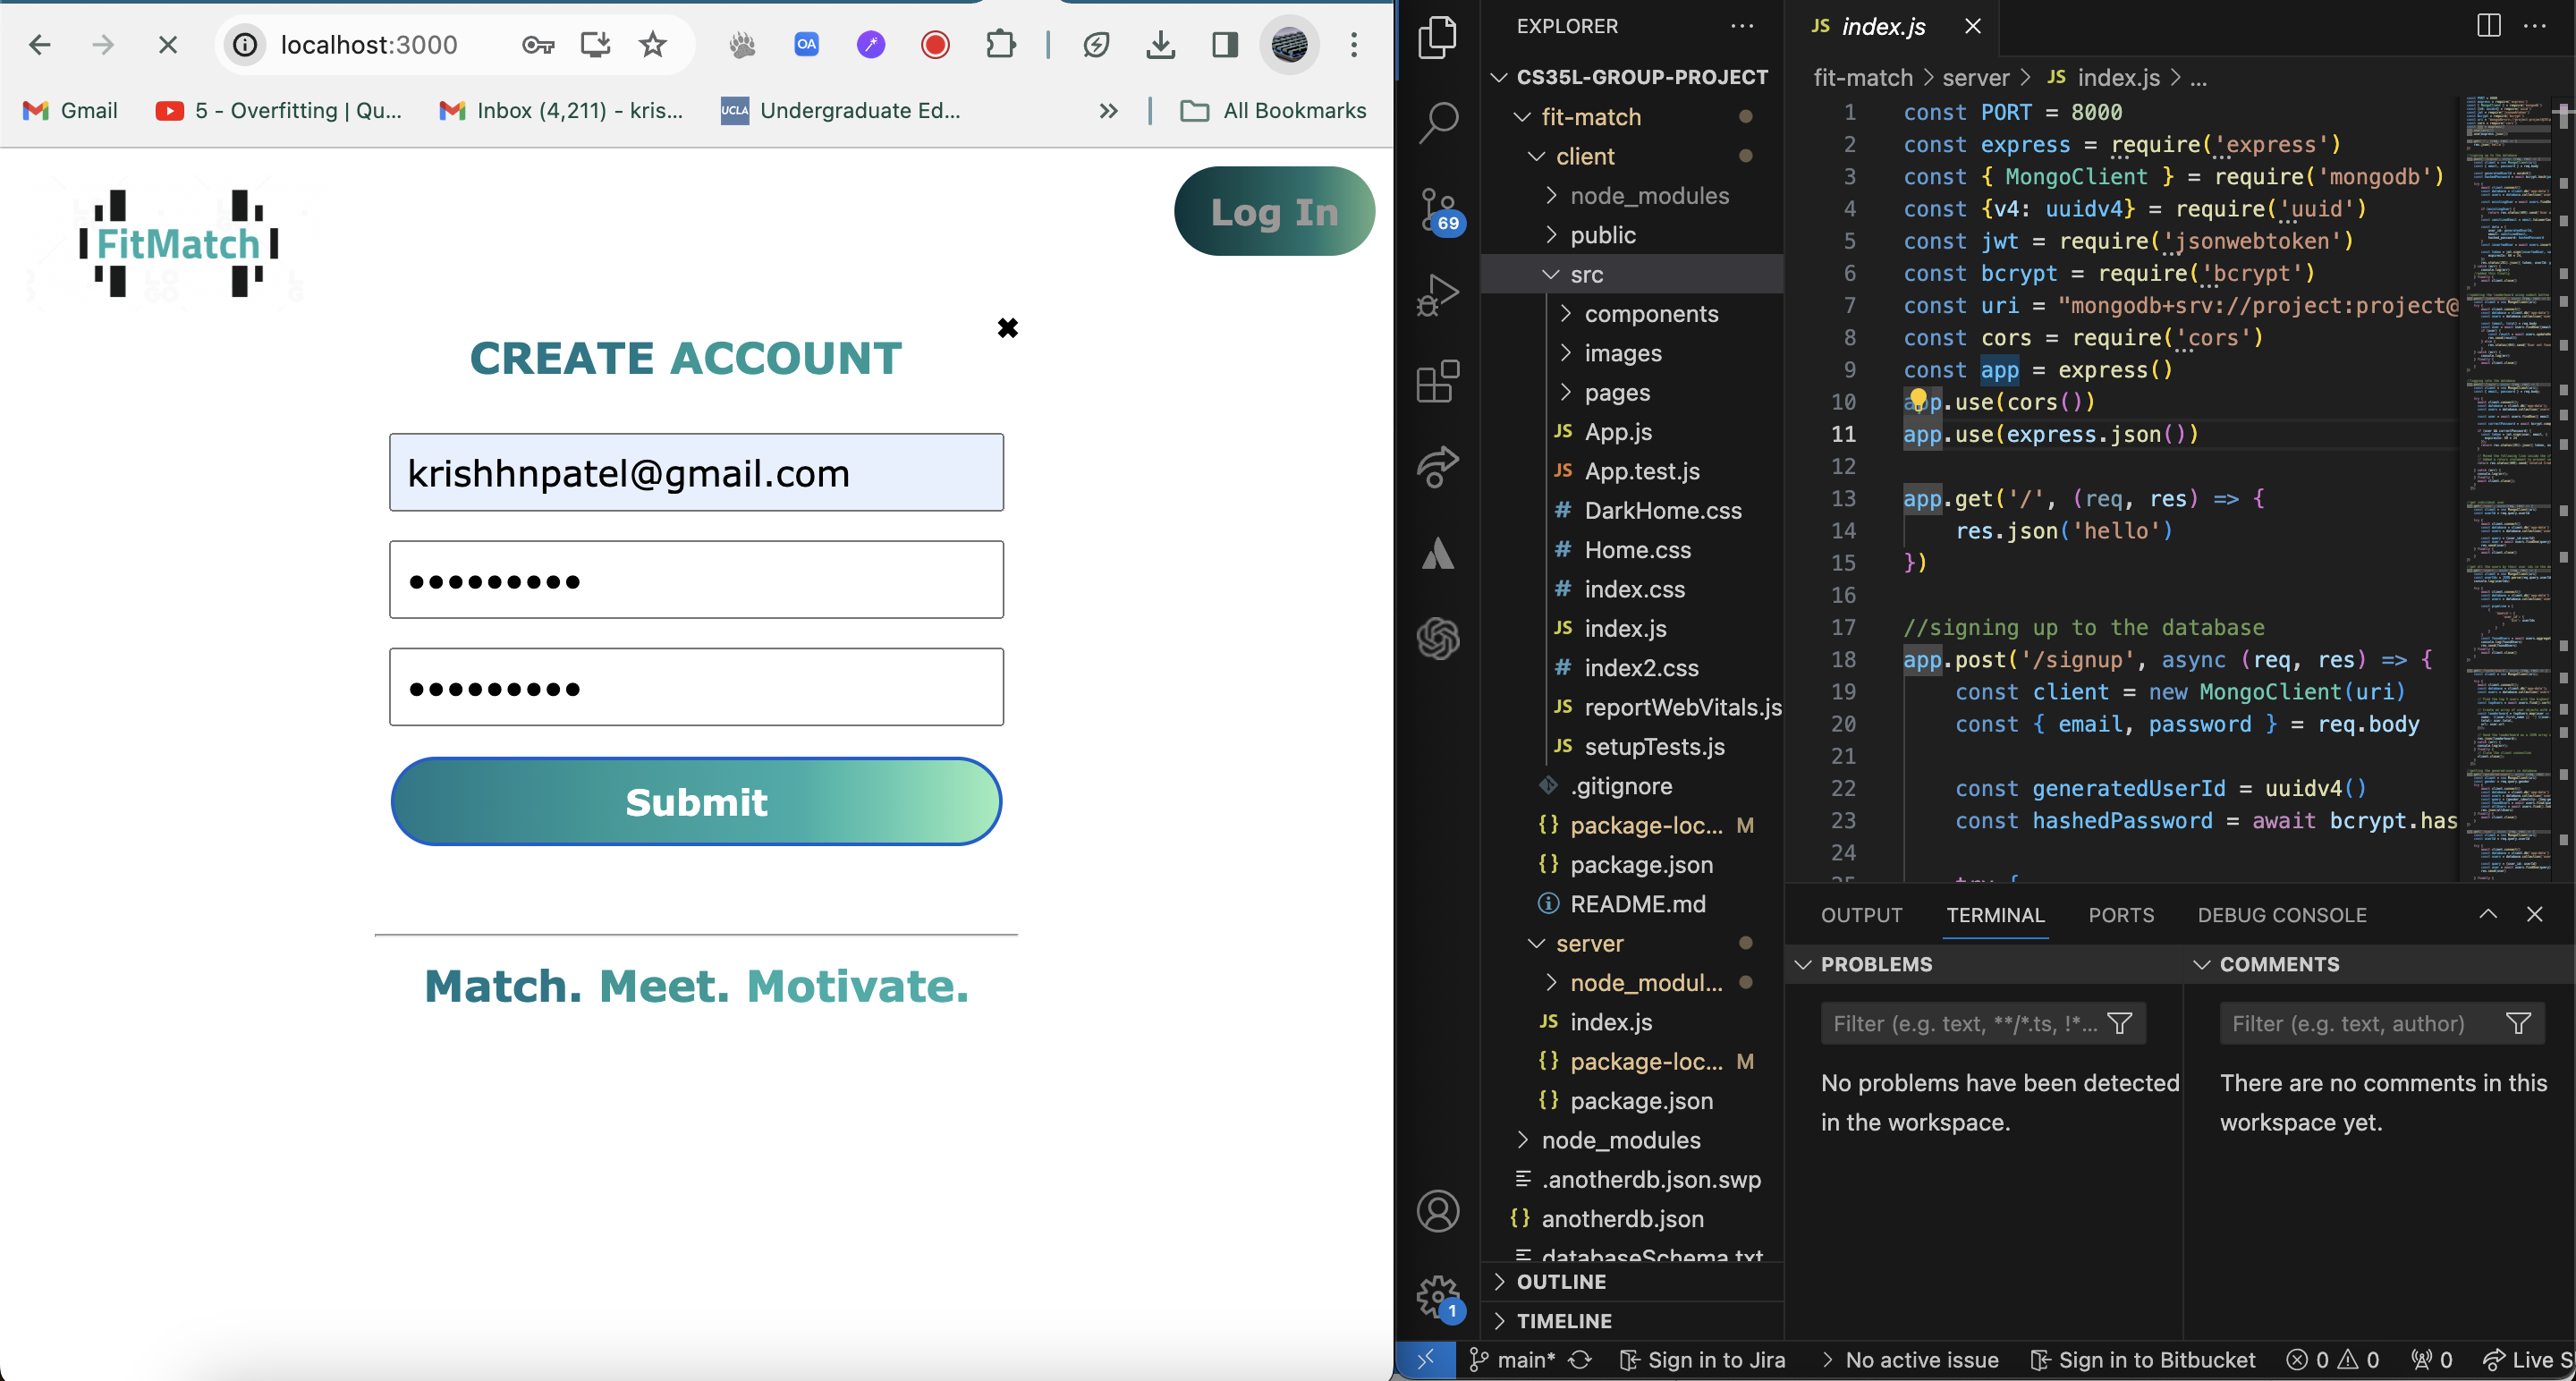 localhost:3000
OA
Gmail
5 - Overfitting | Qu...
Inbox (4,211) - kris...
UCLA
Undergraduate Ed...
All Bookmarks
FitMatch
Log In
CREATE ACCOUNT
krishhnpatel@gmail.com
Submit
Match. Meet. Motivate.
69
1
EXPLORER
CS35L-GROUP-PROJECT
fit-match
client
node_modules
public
src
components
images
pages
JS App.js
JS App.test.js
# DarkHome.css
# Home.css
# index.css
JS index.js
# index2.css
JS reportWebVitals.js
JS setupTests.js
.gitignore
{} package-loc... M
{} package.json
README.md
server
node_modul...
JS index.js
{} package-loc... M
{} package.json
node_modules
.anotherdb.json.swp
{} anotherdb.json
databaseSchema.txt
OUTLINE
TIMELINE
JS index.js
fit-match > server > JS index.js > ...
1 const PORT = 8000
2 const express = require('express')
3 const { MongoClient } = require('mongodb')
4 const {v4: uuidv4} = require('uuid')
5 const jwt = require('jsonwebtoken')
6 const bcrypt = require('bcrypt')
7 const uri = "mongodb+srv://project:project@
8 const cors = require('cors')
9 const app = express()
10 app.use(cors())
11 app.use(express.json())
12
13 app.get('/', (req, res) => {
14 res.json('hello')
15 })
16
17 //signing up to the database
18 app.post('/signup', async (req, res) => {
19 const client = new MongoClient(uri)
20 const { email, password } = req.body
21
22 const generatedUserId = uuidv4()
23 const hashedPassword = await bcrypt.has
24
25 try {
OUTPUT TERMINAL PORTS DEBUG CONSOLE
PROBLEMS
Filter (e.g. text, **/*.ts, !*...
No problems have been detected
in the workspace.
COMMENTS
Filter (e.g. text, author)
There are no comments in this
workspace yet.
main* Sign in to Jira > No active issue Sign in to Bitbucket 0 0 0 Live S